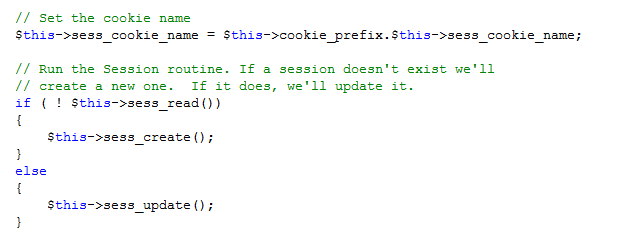 // Set the cookie name
$this->sess_cookie_name = $this->cookie_prefix.$this->sess_cookie_name;

// Run the Session routine. If a session doesn't exist we'll
// create a new one.  If it does, we'll update it.
if ( ! $this->sess_read())
{
    $this->sess_create();
}
else
{
    $this->sess_update();
}